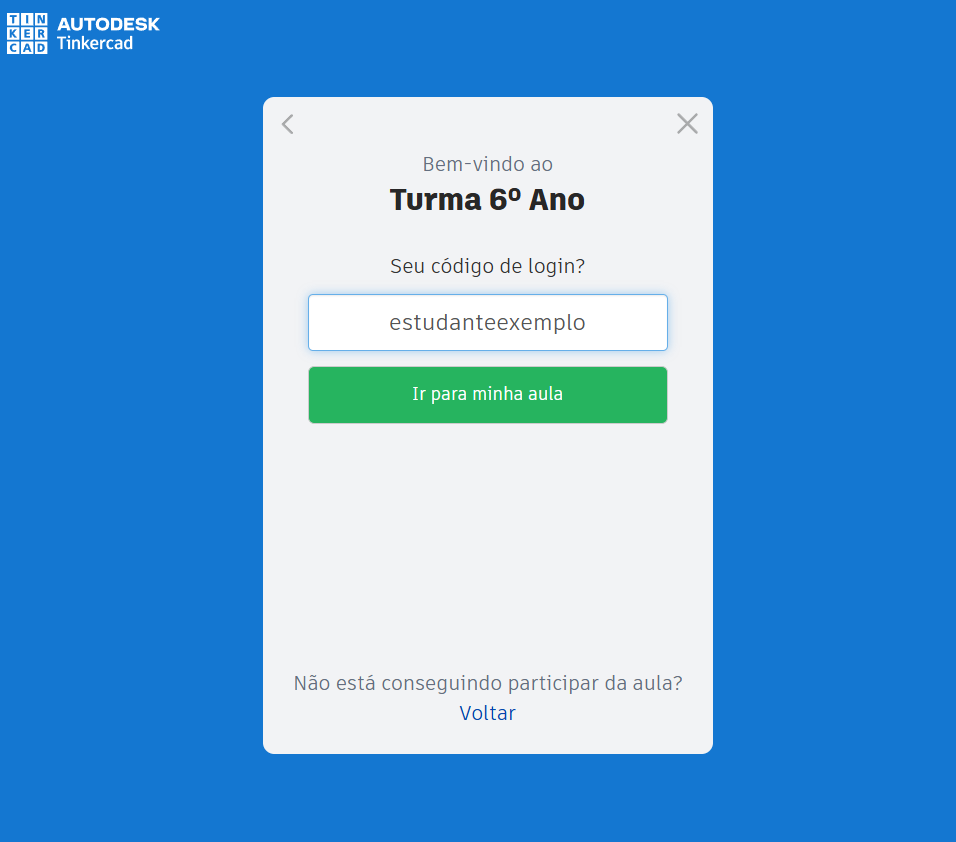 TIN
KER
CAD
AUTODESK
Tinkercad
Bem-vindo ao
Turma 6º Ano
Seu código de login?
estudanteexemplo
Ir para minha aula
Não está conseguindo participar da aula?
Voltar